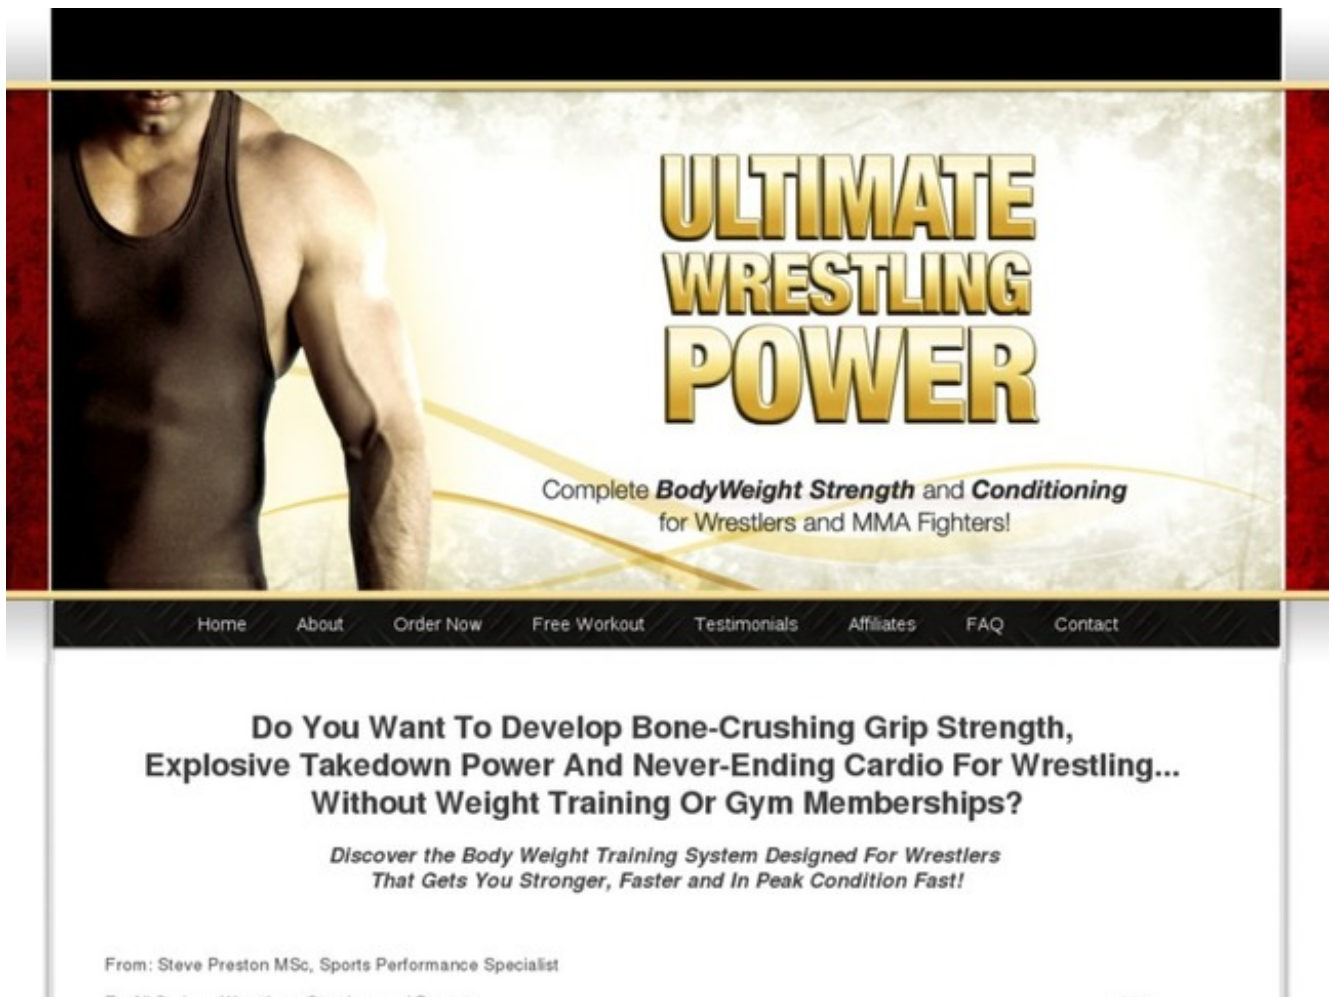 ULTIMATE
WRESTLING
POWER
Complete BodyWeight Strength and Conditioning
for Wrestlers and MMA Fighters!
Home About Order Now Free Workout Testimonials Affiliates FAQ Contact
Do You Want To Develop Bone-Crushing Grip Strength,
Explosive Takedown Power And Never-Ending Cardio For Wrestling...
Without Weight Training Or Gym Memberships?
Discover the Body Weight Training System Designed For Wrestlers
That Gets You Stronger, Faster and In Peak Condition Fast!
From: Steve Preston MSc, Sports Performance Specialist